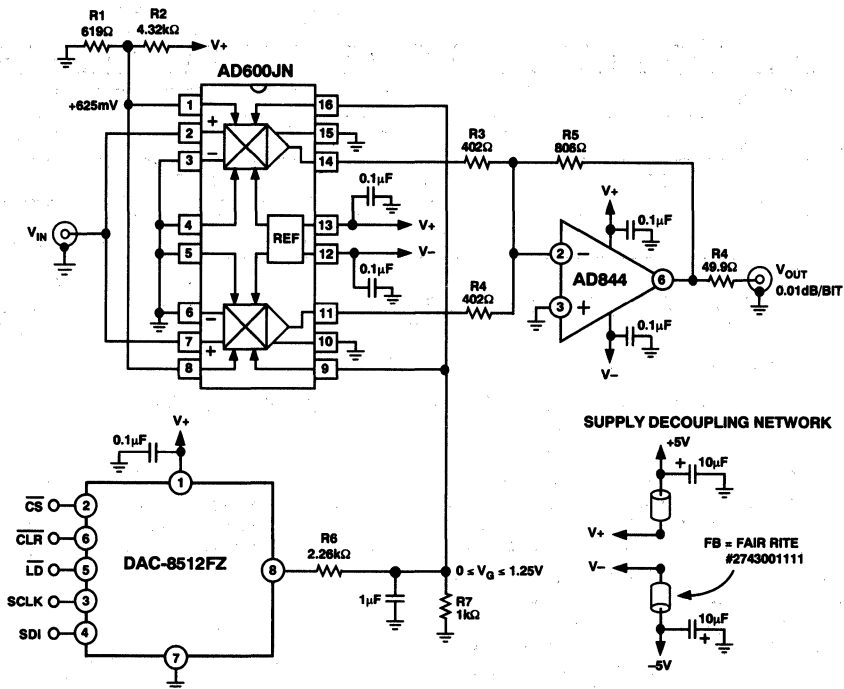 R1
619Ω
R2
4.32kΩ
V+
AD600JN
+625mV
1
16
+
2
15
−
3
14
R3
402Ω
R5
806Ω
0.1µF
V+
0.1µF
4
13
V+
REF
VIN
5
12
V−
2
−
AD844
6
R4
49.9Ω
VOUT
0.01dB/BIT
0.1µF
R4
402Ω
3
+
6
−
11
7
+
10
0.1µF
V−
8
9
V+
0.1µF
1
SUPPLY DECOUPLING NETWORK
+5V
+
10µF
CS
2
CLR
6
LD
5
SCLK
3
SDI
4
DAC-8512FZ
8
7
R6
2.26kΩ
0 ≤ VG ≤ 1.25V
1µF
R7
1kΩ
V+
V−
FB = FAIR RITE
#2743001111
10µF
+
−5V